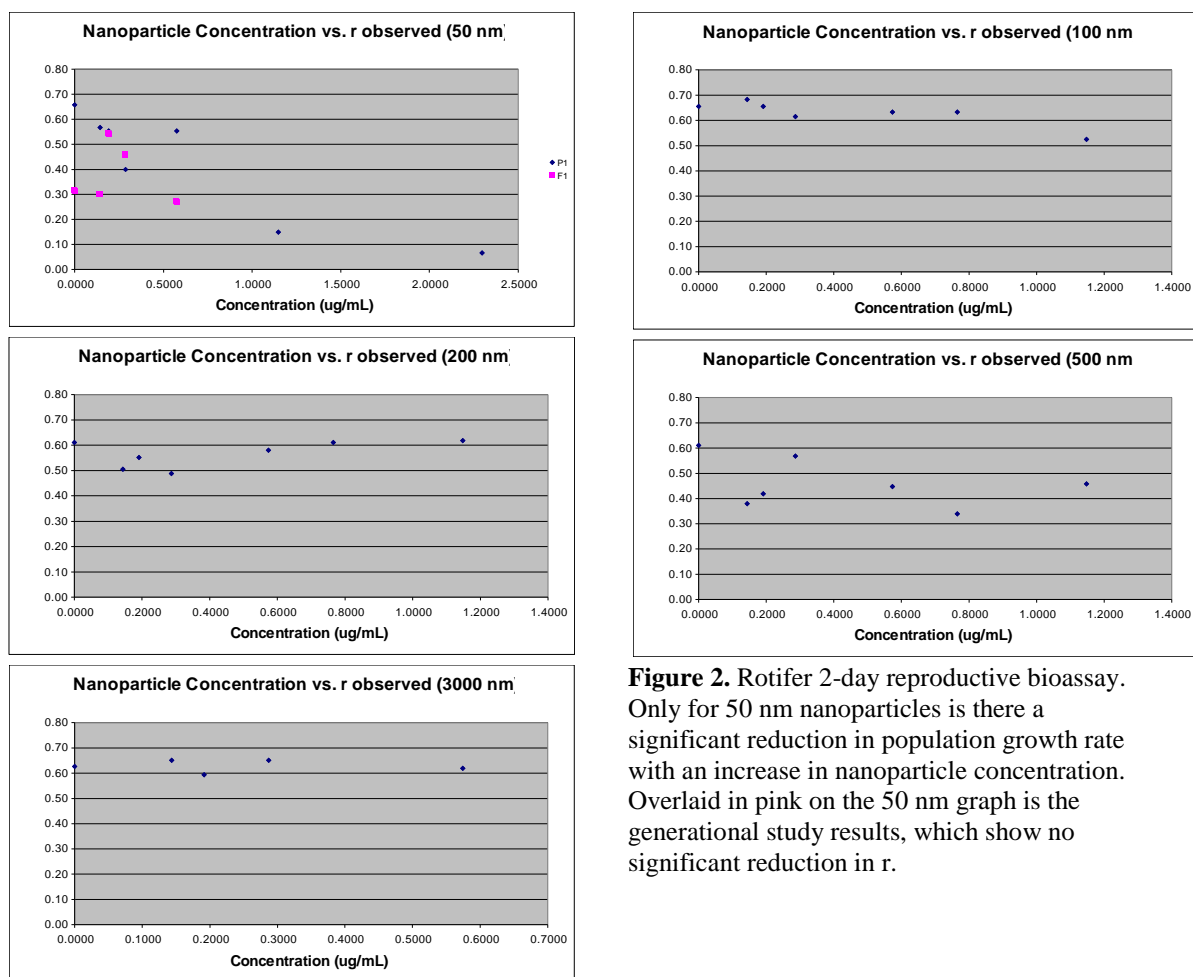 Nanoparticle Concentration vs. r observed (50 nm)
0.80
0.70
0.60
0.50
0.40
0.30
0.20
0.10
0.00
0.0000 0.5000 1.0000 1.5000 2.0000 2.5000
Concentration (ug/mL)
P1
F1
Nanoparticle Concentration vs. r observed (100 nm
0.80
0.70
0.60
0.50
0.40
0.30
0.20
0.10
0.00
0.0000 0.2000 0.4000 0.6000 0.8000 1.0000 1.2000 1.4000
Concentration (ug/mL)
Nanoparticle Concentration vs. r observed (200 nm)
0.80
0.70
0.60
0.50
0.40
0.30
0.20
0.10
0.00
0.0000 0.2000 0.4000 0.6000 0.8000 1.0000 1.2000 1.4000
Concentration (ug/mL)
Nanoparticle Concentration vs. r observed (500 nm
0.80
0.70
0.60
0.50
0.40
0.30
0.20
0.10
0.00
0.0000 0.2000 0.4000 0.6000 0.8000 1.0000 1.2000 1.4000
Concentration (ug/mL)
Nanoparticle Concentration vs. r observed (3000 nm)
0.80
0.70
0.60
0.50
0.40
0.30
0.20
0.10
0.00
0.0000 0.1000 0.2000 0.3000 0.4000 0.5000 0.6000 0.7000
Concentration (ug/mL)
Figure 2. Rotifer 2-day reproductive bioassay.
Only for 50 nm nanoparticles is there a
significant reduction in population growth rate
with an increase in nanoparticle concentration.
Overlaid in pink on the 50 nm graph is the
generational study results, which show no
significant reduction in r.